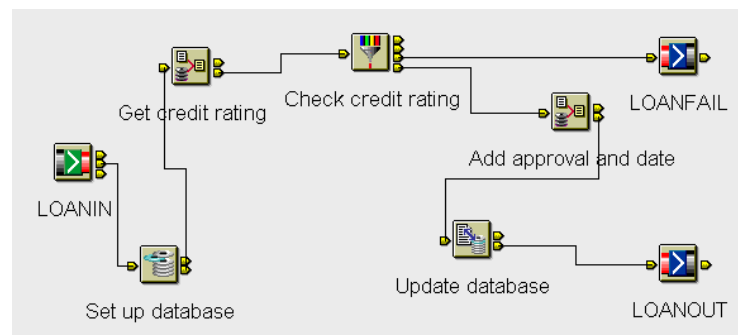 Get credit rating
Check credit rating
LOANFAIL
Add approval and date
LOANIN
Update database
Set up database
LOANOUT